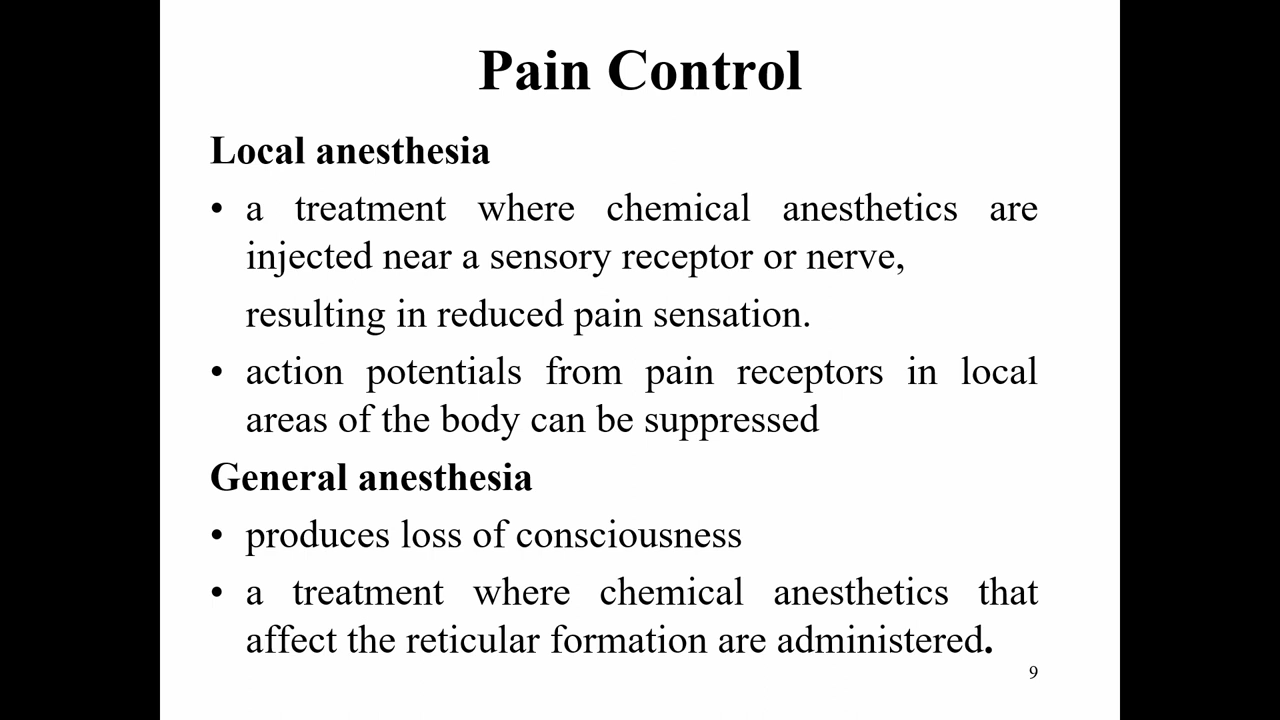 Pain Control
Local anesthesia
• a treatment where chemical anesthetics are
injected near a sensory receptor or nerve,
resulting in reduced pain sensation.
• action potentials from pain receptors in local
areas of the body can be suppressed
General anesthesia
• produces loss of consciousness
• a treatment where chemical anesthetics that
affect the reticular formation are administered.
9